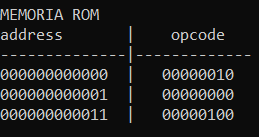 MEMORIA ROM
address        |    opcode
---------------|-------------
000000000000   |   00000010
000000000001   |   00000000
000000000011   |   00000100